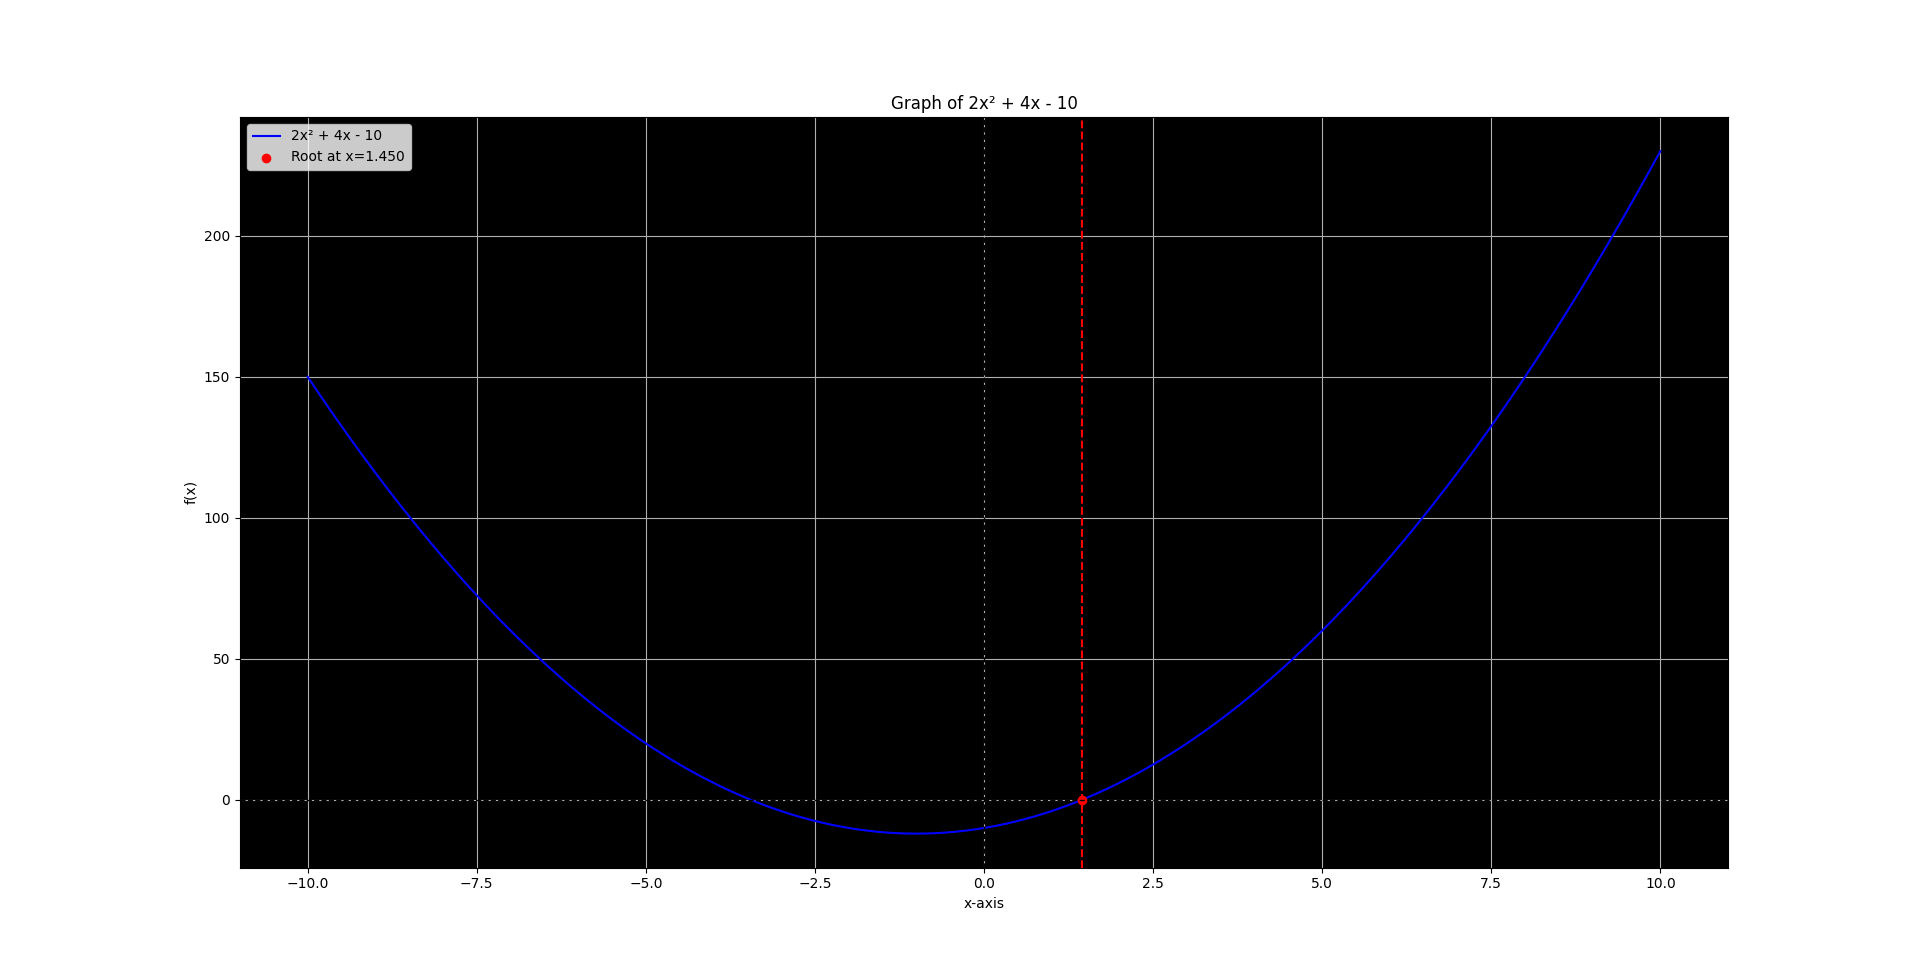 Graph of 2x² + 4x - 10
2x² + 4x - 10
Root at x=1.450
200
150
100
50
0
f(x)
−10.0 −7.5 −5.0 −2.5 0.0 2.5 5.0 7.5 10.0
x-axis